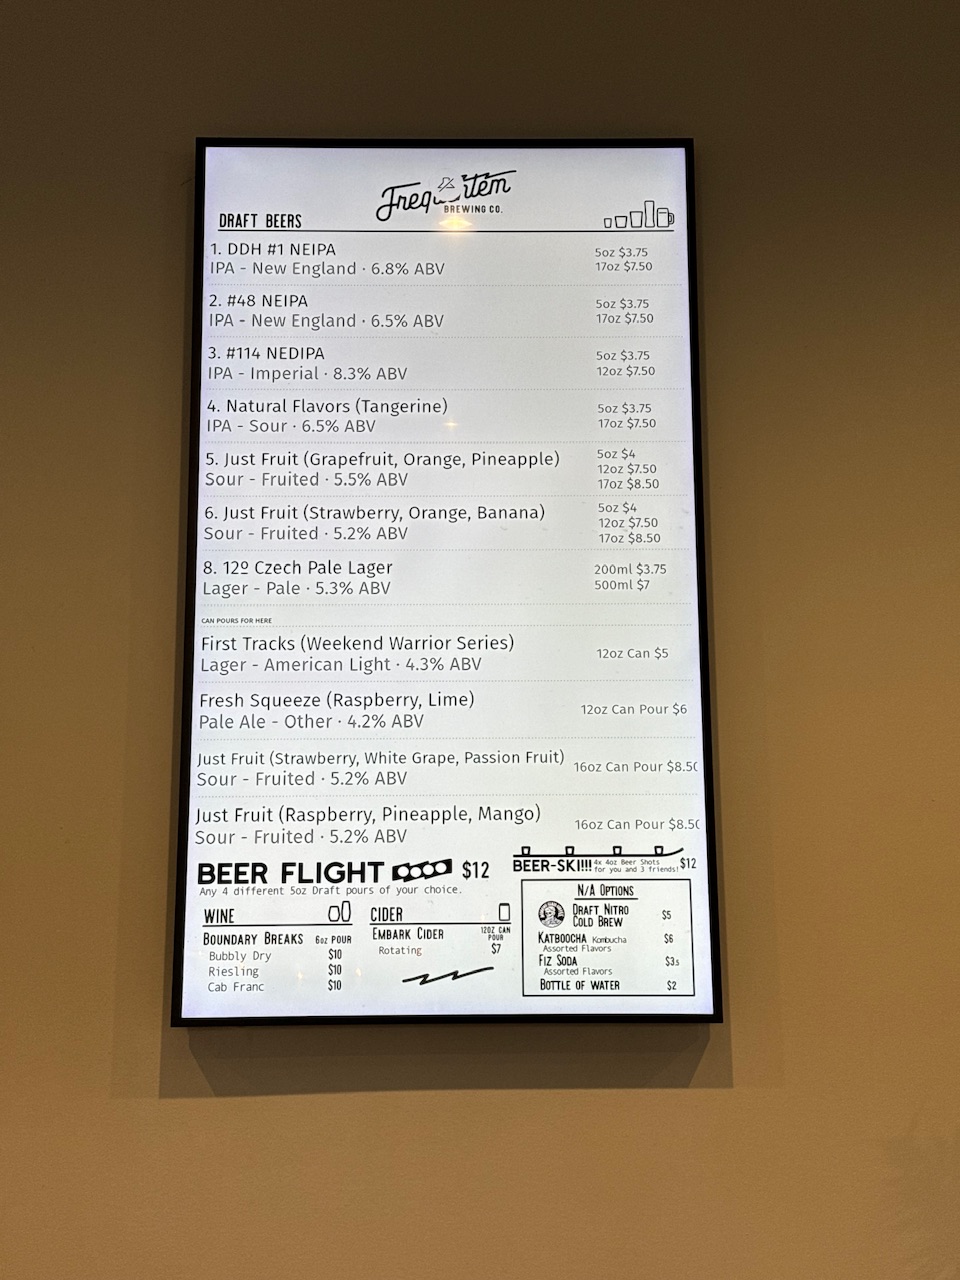 Frequentem
BREWING CO.
DRAFT BEERS
1. DDH #1 NEIPA
IPA - New England · 6.8% ABV
5oz $3.75
17oz $7.50
2. #48 NEIPA
IPA - New England · 6.5% ABV
5oz $3.75
17oz $7.50
3. #114 NEDIPA
IPA - Imperial · 8.3% ABV
5oz $3.75
12oz $7.50
4. Natural Flavors (Tangerine)
IPA - Sour · 6.5% ABV
5oz $3.75
17oz $7.50
5. Just Fruit (Grapefruit, Orange, Pineapple)
Sour - Fruited · 5.5% ABV
5oz $4
12oz $7.50
17oz $8.50
6. Just Fruit (Strawberry, Orange, Banana)
Sour - Fruited · 5.2% ABV
5oz $4
12oz $7.50
17oz $8.50
8. 12º Czech Pale Lager
Lager - Pale · 5.3% ABV
200ml $3.75
500ml $7
CAN POURS FOR HERE
First Tracks (Weekend Warrior Series)
Lager - American Light · 4.3% ABV
12oz Can $5
Fresh Squeeze (Raspberry, Lime)
Pale Ale - Other · 4.2% ABV
12oz Can Pour $6
Just Fruit (Strawberry, White Grape, Passion Fruit)
Sour - Fruited · 5.2% ABV
16oz Can Pour $8.50
Just Fruit (Raspberry, Pineapple, Mango)
Sour - Fruited · 5.2% ABV
16oz Can Pour $8.50
BEER FLIGHT $12
Any 4 different 5oz Draft pours of your choice.
BEER-SKI!!!! 4x 4oz Beer Shots for you and 3 friends! $12
WINE
BOUNDARY BREAKS 6oz POUR
Bubbly Dry $10
Riesling $10
Cab Franc $10
CIDER
EMBARK CIDER 12OZ CAN POUR
Rotating $7
N/A OPTIONS
DRAFT NITRO COLD BREW $5
KATBOOCHA Kombucha $6
Assorted Flavors
FIZ SODA $3.5
Assorted Flavors
BOTTLE OF WATER $2